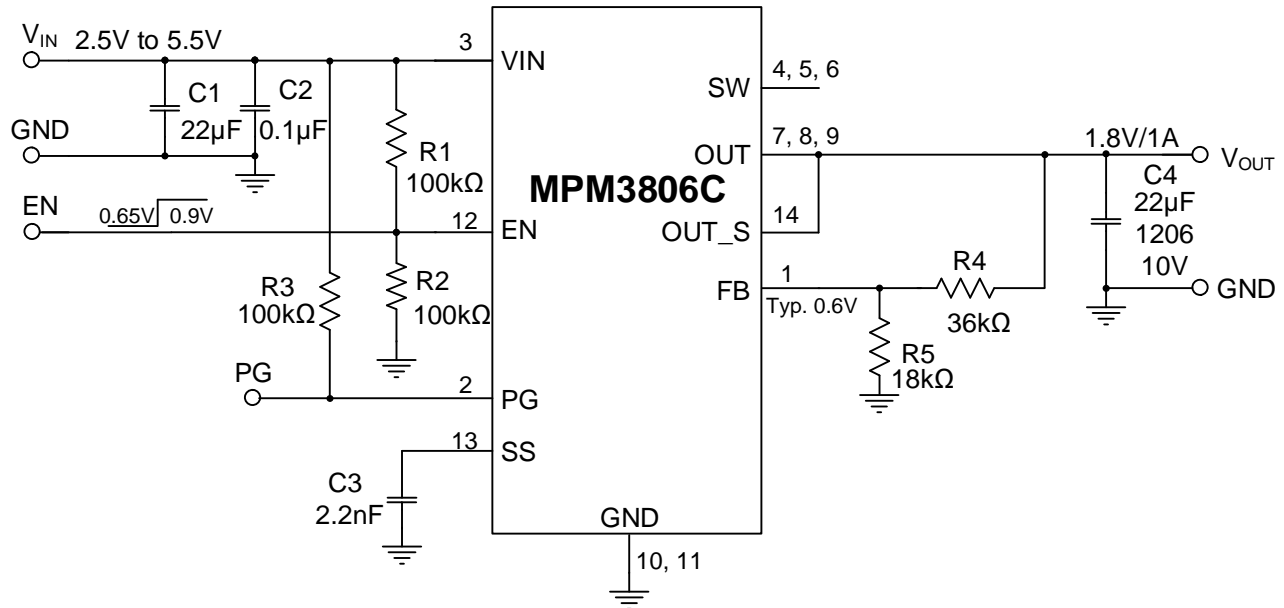 VIN 2.5V to 5.5V
3
VIN
C1
22µF
C2
0.1µF
GND
R1
100kΩ
EN
0.65V 0.9V
12
EN
R3
100kΩ
R2
100kΩ
PG
2
PG
13
SS
C3
2.2nF
MPM3806C
GND
10, 11
SW
4, 5, 6
OUT
7, 8, 9
OUT_S
14
FB
1
Typ. 0.6V
R4
36kΩ
R5
18kΩ
1.8V/1A
VOUT
C4
22µF
1206
10V
GND